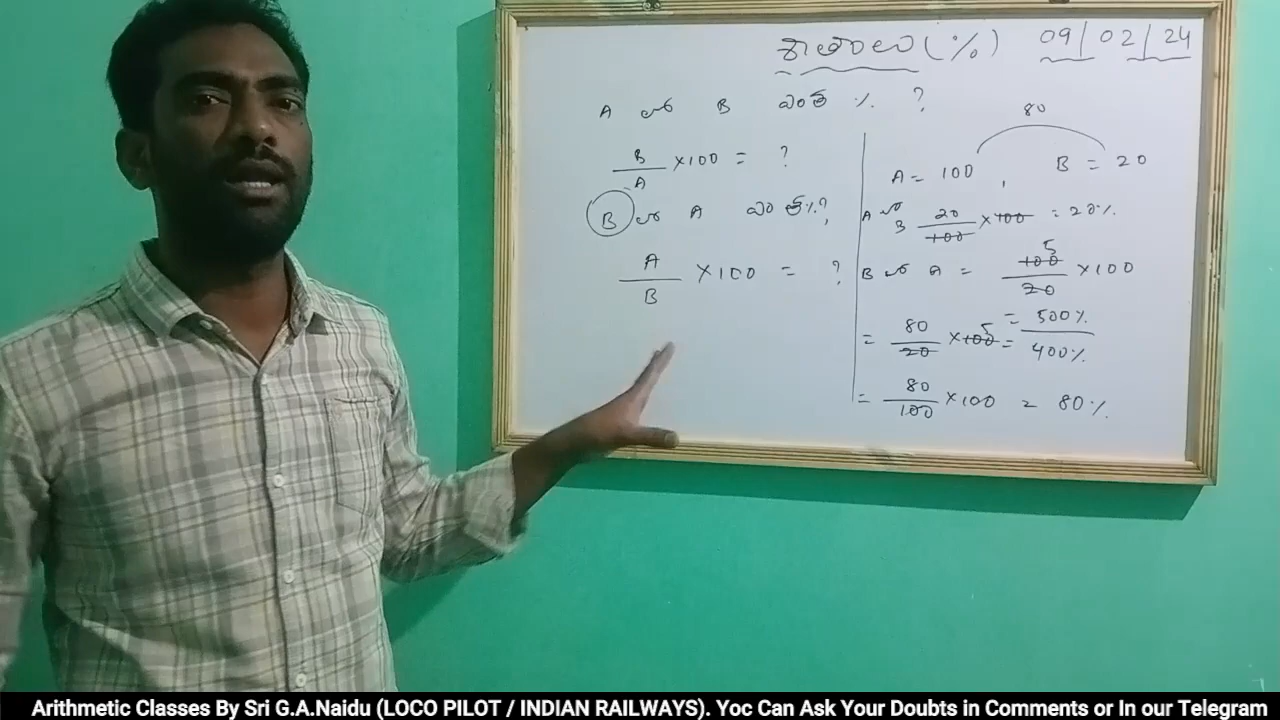 శాతాలు (%) 09/02/24
A లో B ఎంత % ?
B/A ×100 = ?
B లో A ఎంత %?
A/B ×100 = ?
80
A = 100, B = 20
A లో B 20/100 ×100 = 20%
B లో A = 100/20 ×100
5
= 500%
= 80/20 ×100 = 400%
5
= 80/100 ×100 = 80%
Arithmetic Classes By Sri G.A.Naidu (LOCO PILOT / INDIAN RAILWAYS). Yoc Can Ask Your Doubts in Comments or In our Telegram